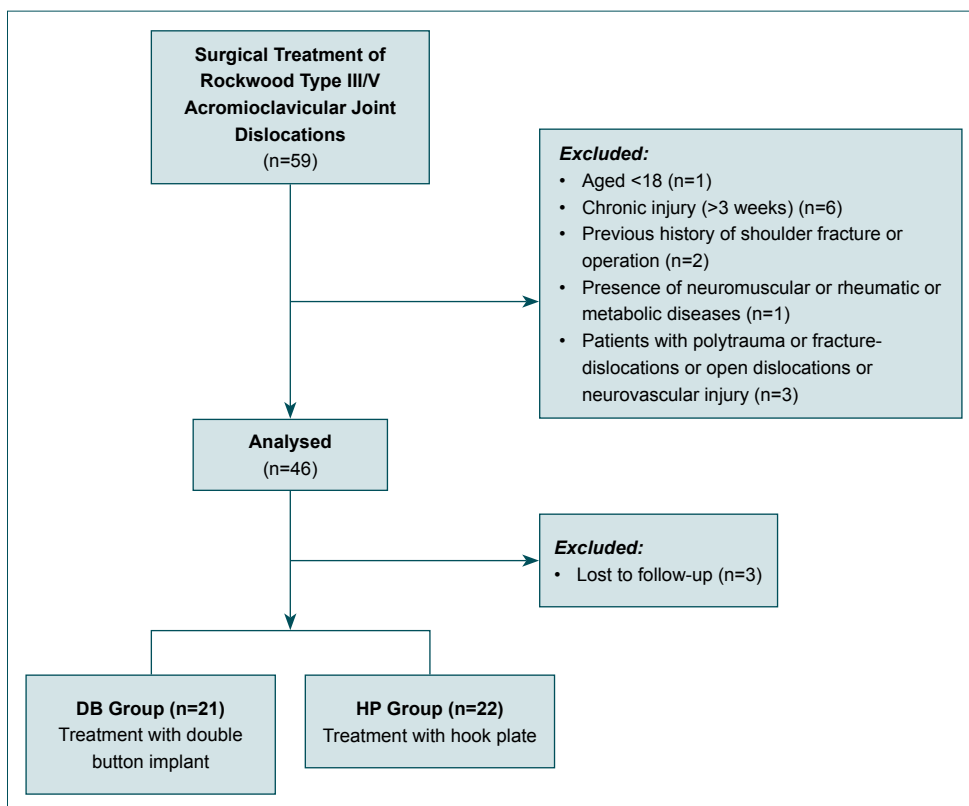 Surgical Treatment of
Rockwood Type III/V
Acromioclavicular Joint
Dislocations
(n=59)
Excluded:
• Aged <18 (n=1)
• Chronic injury (>3 weeks) (n=6)
• Previous history of shoulder fracture or
operation (n=2)
• Presence of neuromuscular or rheumatic or
metabolic diseases (n=1)
• Patients with polytrauma or fracture-
dislocations or open dislocations or
neurovascular injury (n=3)
Analysed
(n=46)
Excluded:
• Lost to follow-up (n=3)
DB Group (n=21)
Treatment with double
button implant
HP Group (n=22)
Treatment with hook plate